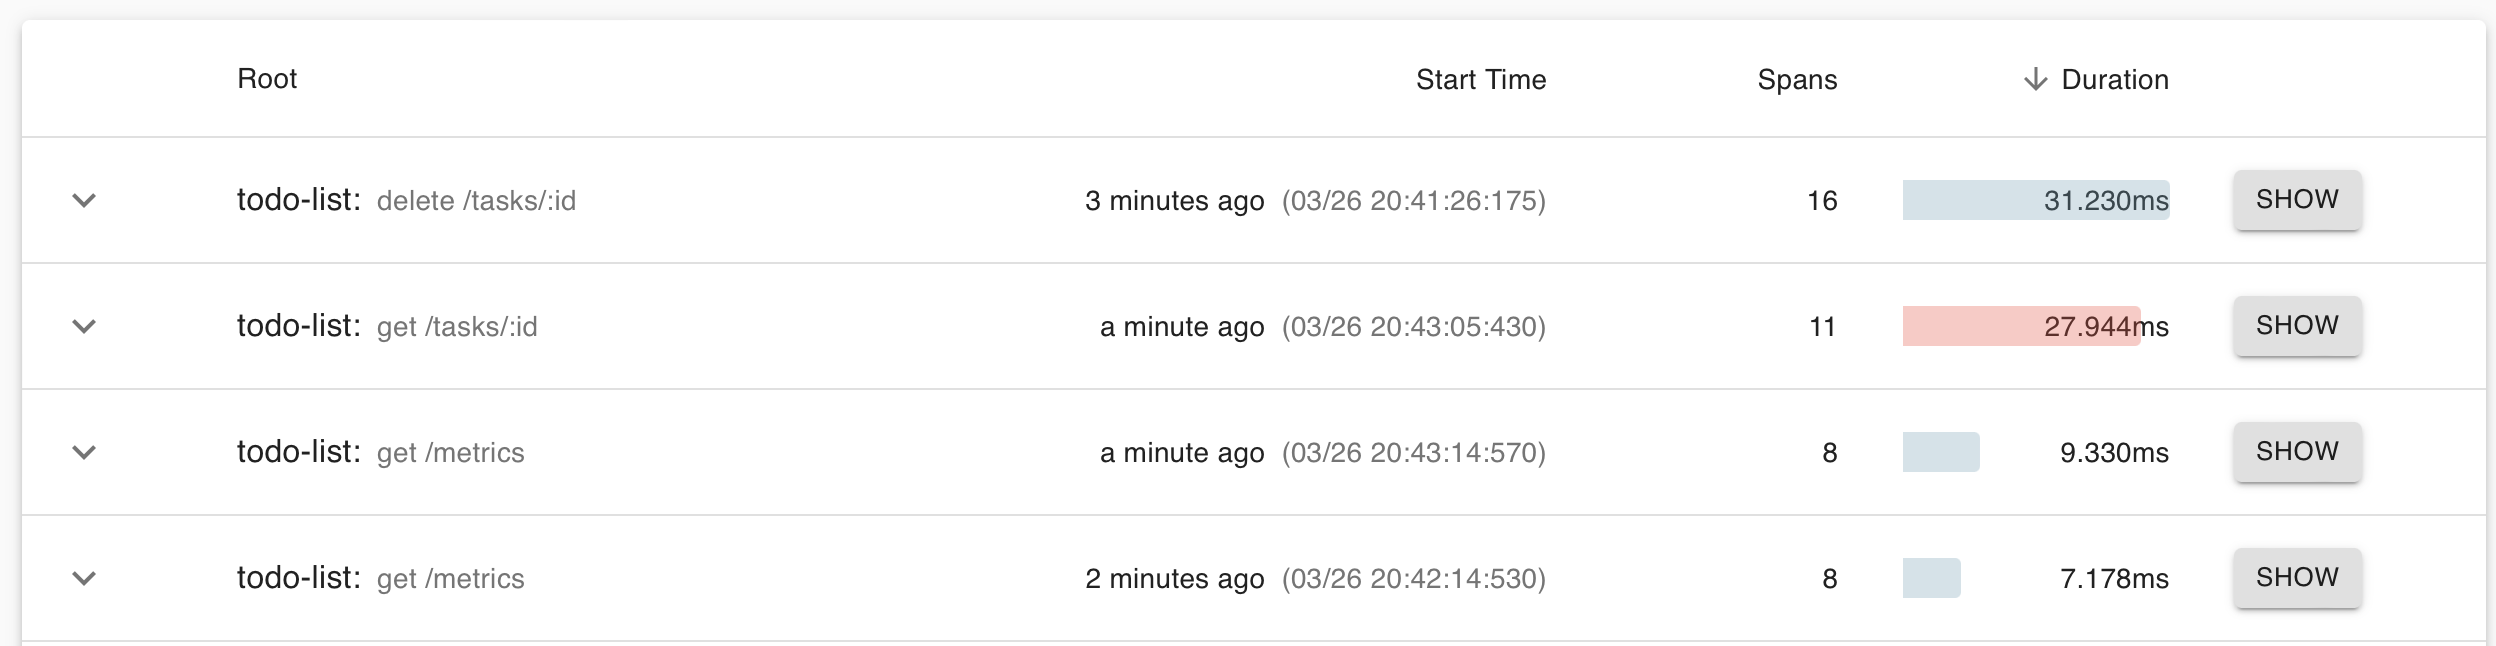 Root Start Time Spans Duration
todo-list: delete /tasks/:id 3 minutes ago (03/26 20:41:26:175) 16 31.230ms SHOW
todo-list: get /tasks/:id a minute ago (03/26 20:43:05:430) 11 27.944ms SHOW
todo-list: get /metrics a minute ago (03/26 20:43:14:570) 8 9.330ms SHOW
todo-list: get /metrics 2 minutes ago (03/26 20:42:14:530) 8 7.178ms SHOW